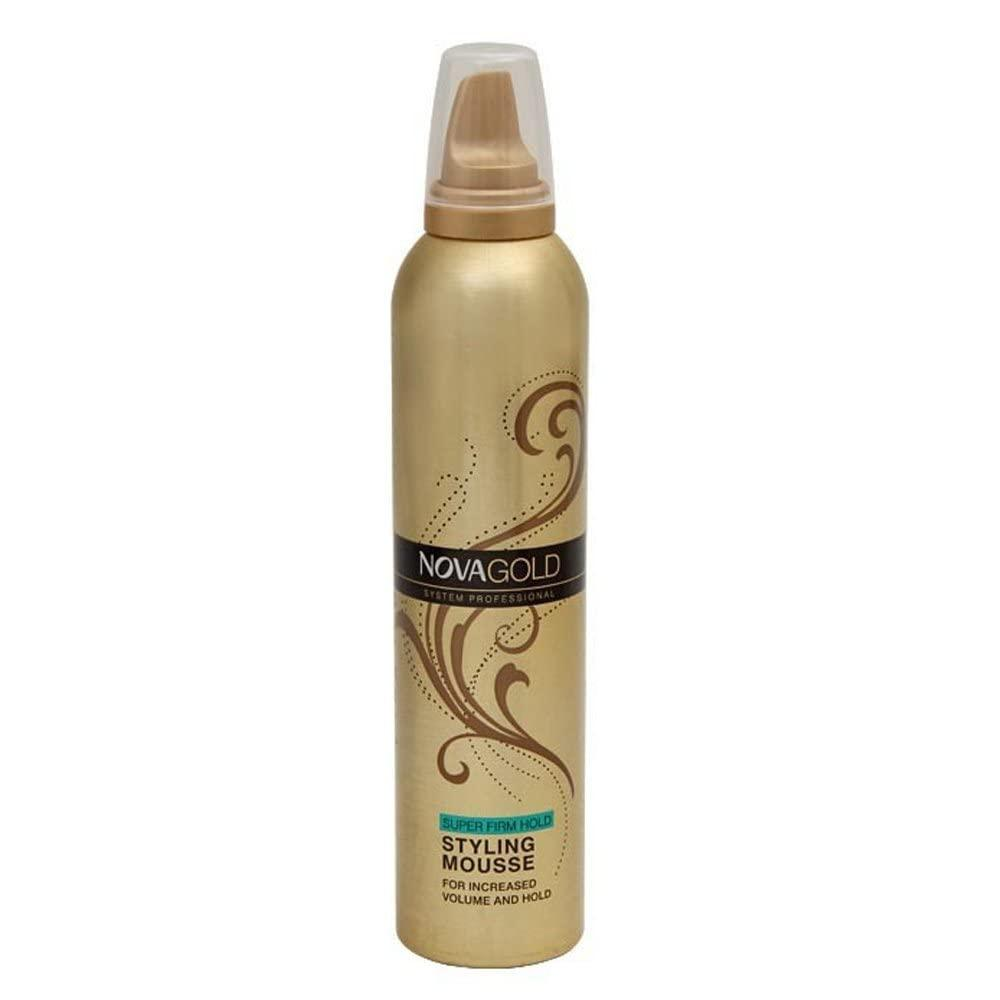 NOVAGOLD
SYSTEM PROFESSIONAL
SUPER FIRM HOLD
STYLING
MOUSSE
FOR INCREASED
VOLUME AND HOLD